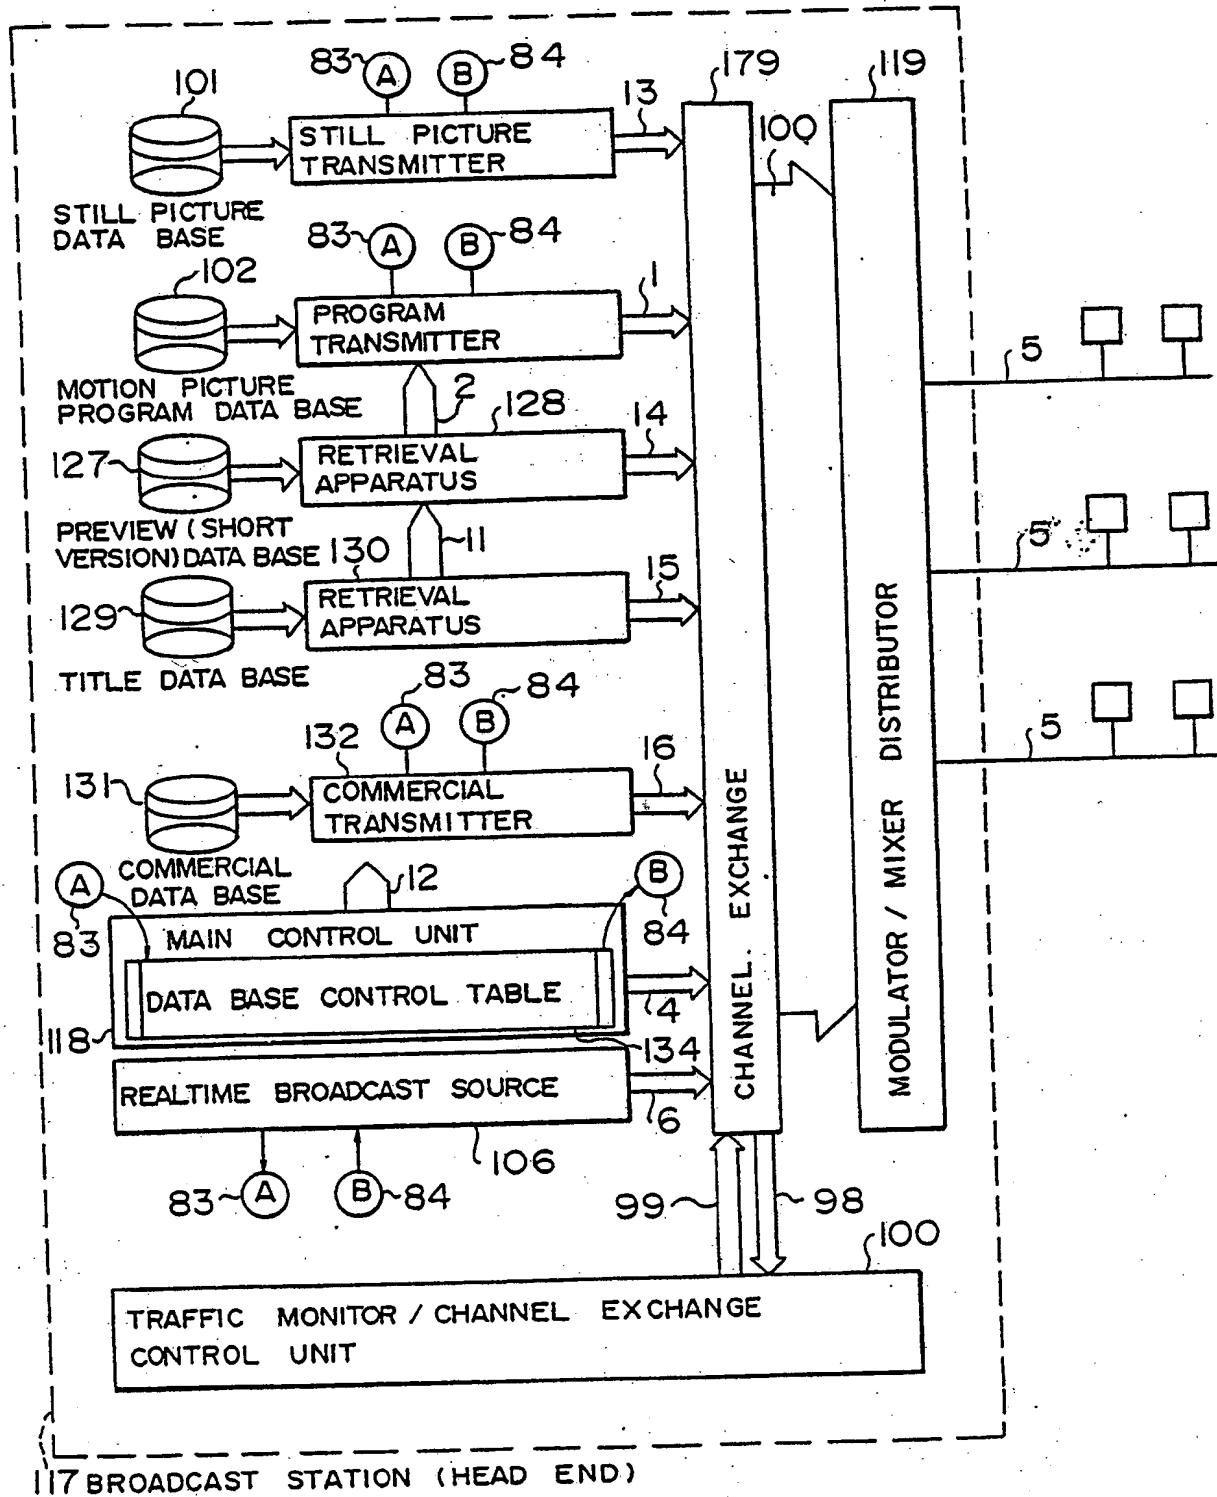 83 A B 84
101
179
119
13
100
STILL PICTURE
TRANSMITTER
STILL PICTURE
DATA BASE
83 A B 84
102
1
PROGRAM
TRANSMITTER
MOTION PICTURE
PROGRAM DATA BASE
2
128
14
5
127
RETRIEVAL
APPARATUS
PREVIEW (SHORT
VERSION) DATA BASE
130
11
15
5
129
RETRIEVAL
APPARATUS
TITLE DATA BASE
83
84
A B
132
16
5
131
COMMERCIAL
TRANSMITTER
COMMERCIAL
DATA BASE
12
A
83
B
84
MAIN CONTROL UNIT
DATA BASE CONTROL TABLE
4
118
134
REALTIME BROADCAST SOURCE
6
106
83 A B 84
CHANNEL. EXCHANGE
MODULATOR / MIXER DISTRIBUTOR
99
98
100
TRAFFIC MONITOR / CHANNEL EXCHANGE
CONTROL UNIT
117 BROADCAST STATION (HEAD END)